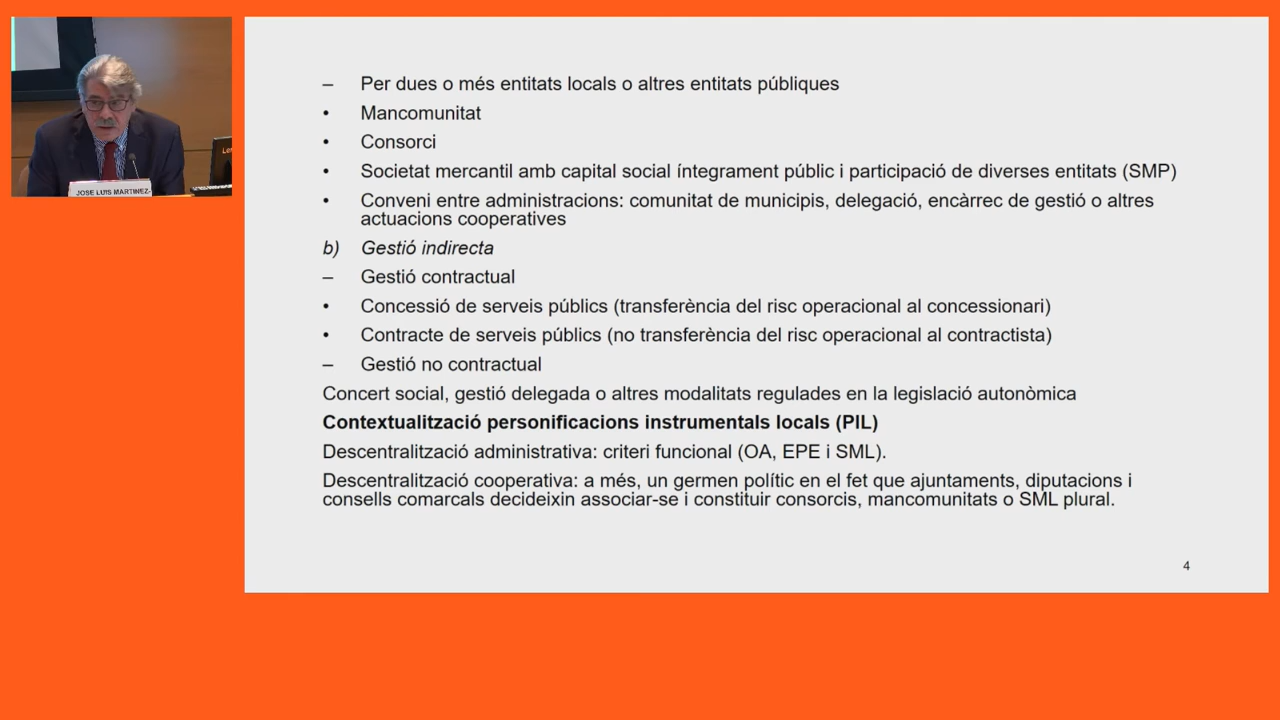 JOSE LUIS MARTINEZ-
– Per dues o més entitats locals o altres entitats públiques
• Mancomunitat
• Consorci
• Societat mercantil amb capital social íntegrament públic i participació de diverses entitats (SMP)
• Conveni entre administracions: comunitat de municipis, delegació, encàrrec de gestió o altres
actuacions cooperatives
b) Gestió indirecta
– Gestió contractual
• Concessió de serveis públics (transferència del risc operacional al concessionari)
• Contracte de serveis públics (no transferència del risc operacional al contractista)
– Gestió no contractual
Concert social, gestió delegada o altres modalitats regulades en la legislació autonòmica
Contextualització personificacions instrumentals locals (PIL)
Descentralització administrativa: criteri funcional (OA, EPE i SML).
Descentralització cooperativa: a més, un germen polític en el fet que ajuntaments, diputacions i
consells comarcals decideixin associar-se i constituir consorcis, mancomunitats o SML plural.
4